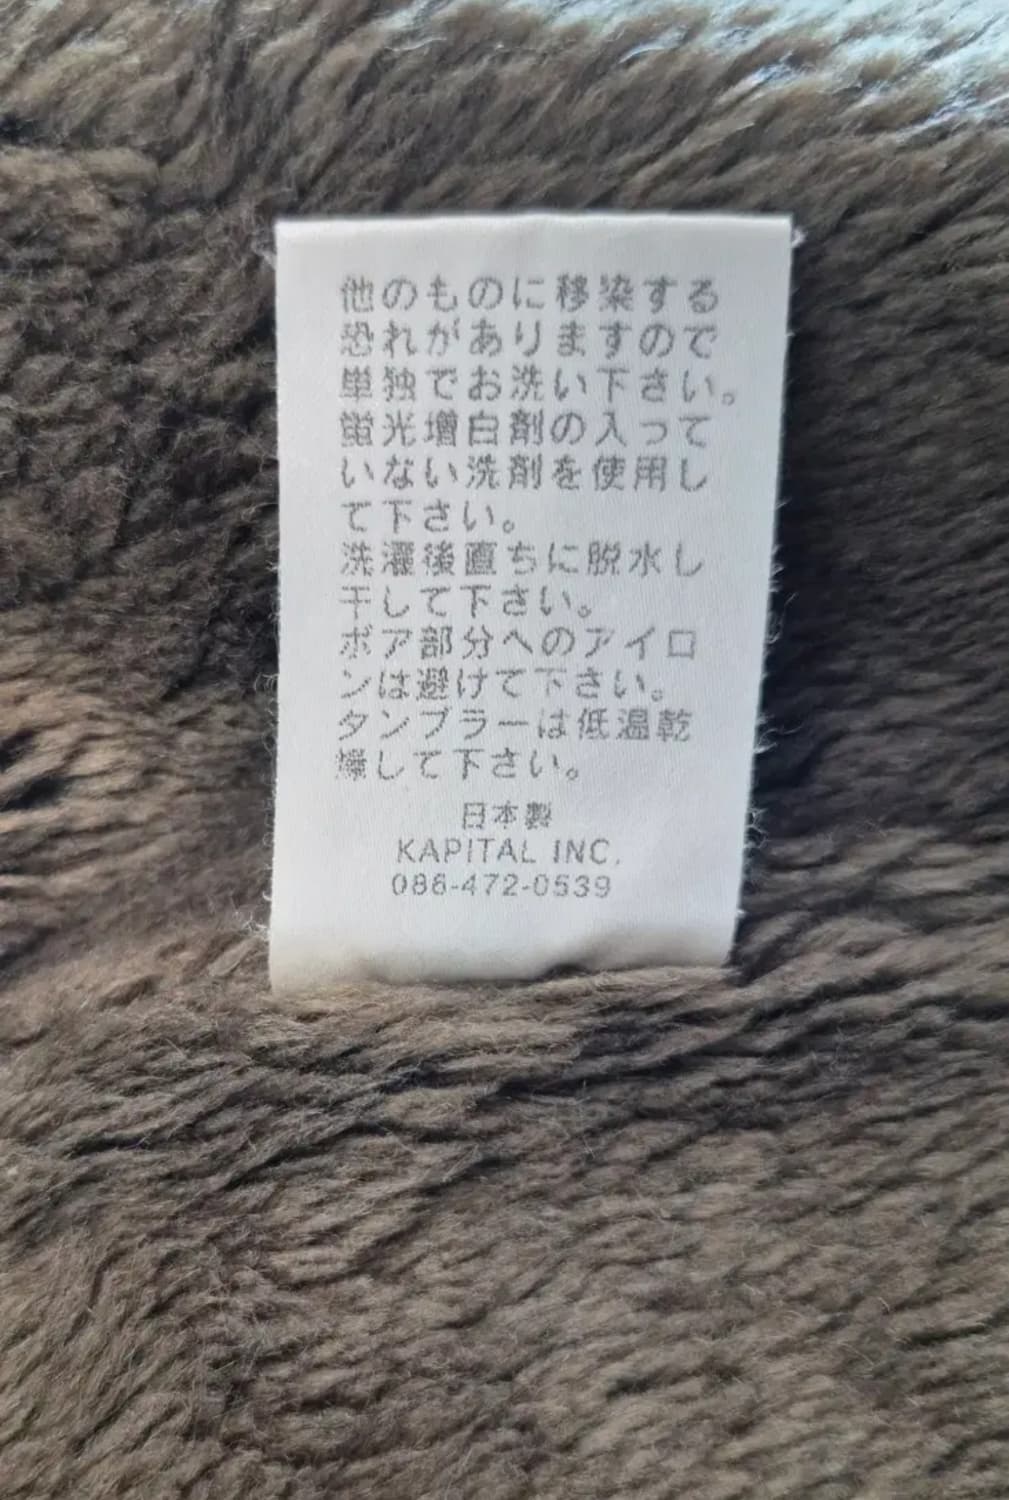 他のものに移染する
恐れがありますので
単独でお洗い下さい。
蛍光増白剤の入って
いない洗剤を使用し
て下さい。
洗濯後直ちに脱水し
干して下さい。
ボア部分へのアイロ
ンは避けて下さい。
タンブラーは低温乾
燥して下さい。
日本製
KAPITAL INC.
086-472-0539